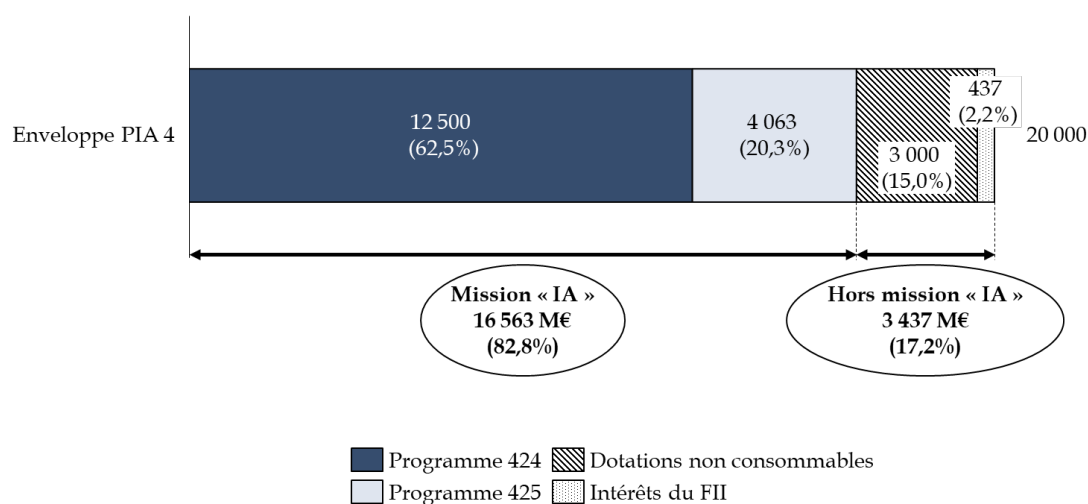 Enveloppe PIA 4
12 500
(62,5%)
4 063
(20,3%)
3 000
(15,0%)
437
(2,2%)
20 000
Mission « IA »
16 563 M€
(82,8%)
Hors mission « IA »
3 437 M€
(17,2%)
Programme 424
Dotations non consommables
Programme 425
Intérêts du FII